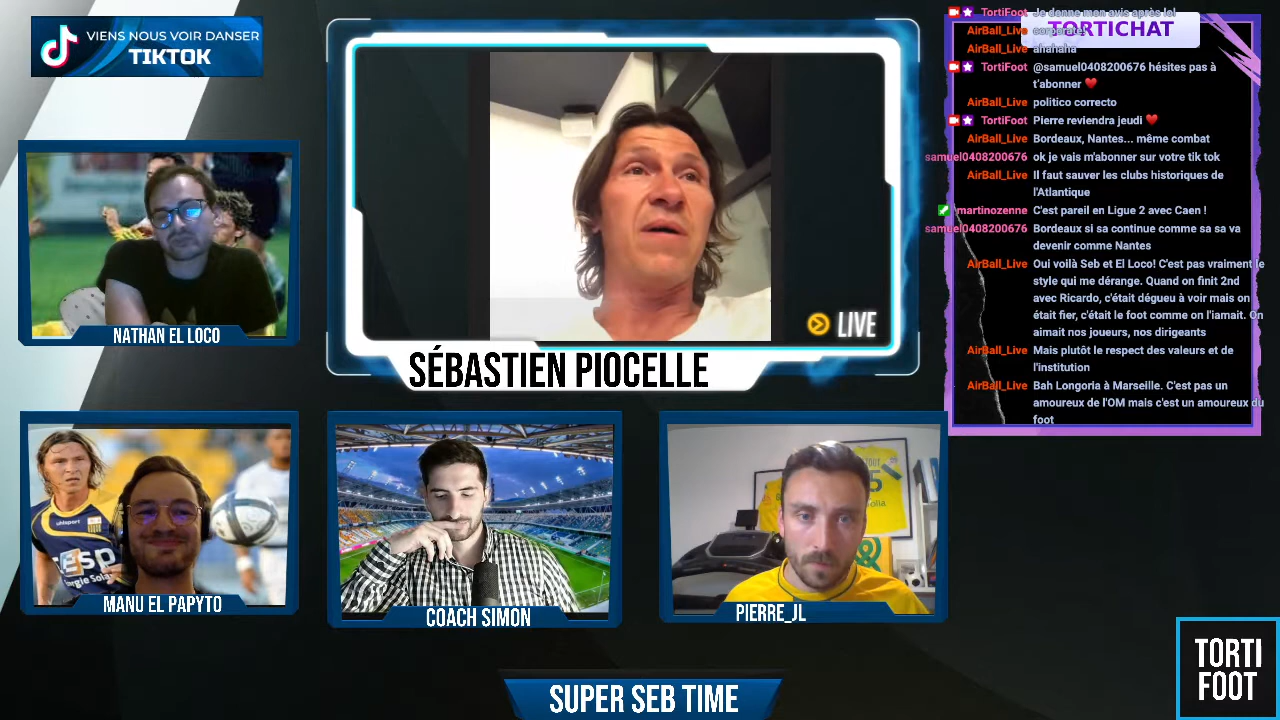 VIENS NOUS VOIR DANSER
TIKTOK
NATHAN EL LOCO
LIVE
SÉBASTIEN PIOCELLE
uhlsport
esp
MANU EL PAPYTO
COACH SIMON
PIERRE_JL
SUPER SEB TIME
TORTICHAT
TortiFoot Je donne mon avis après lol
AirBall_Live corporate!
AirBall_Live ahahaha
TortiFoot @samuel0408200676 hésites pas à
t'abonner ❤️
AirBall_Live politico correcto
TortiFoot Pierre reviendra jeudi ❤️
AirBall_Live Bordeaux, Nantes... même combat
samuel0408200676 ok je vais m'abonner sur votre tik tok
AirBall_Live Il faut sauver les clubs historiques de
l'Atlantique
martinozenne C'est pareil en Ligue 2 avec Caen !
samuel0408200676 Bordeaux si sa continue comme sa sa va
devenir comme Nantes
AirBall_Live Oui voilà Seb et El Loco! C'est pas vraiment le
style qui me dérange. Quand on finit 2nd
avec Ricardo, c'était dégueu à voir mais on
était fier, c'était le foot comme on l'iamait. On
aimait nos joueurs, nos dirigeants
AirBall_Live Mais plutôt le respect des valeurs et de
l'institution
AirBall_Live Bah Longoria à Marseille. C'est pas un
amoureux de l'OM mais c'est un amoureux du
foot
TORTI
FOOT